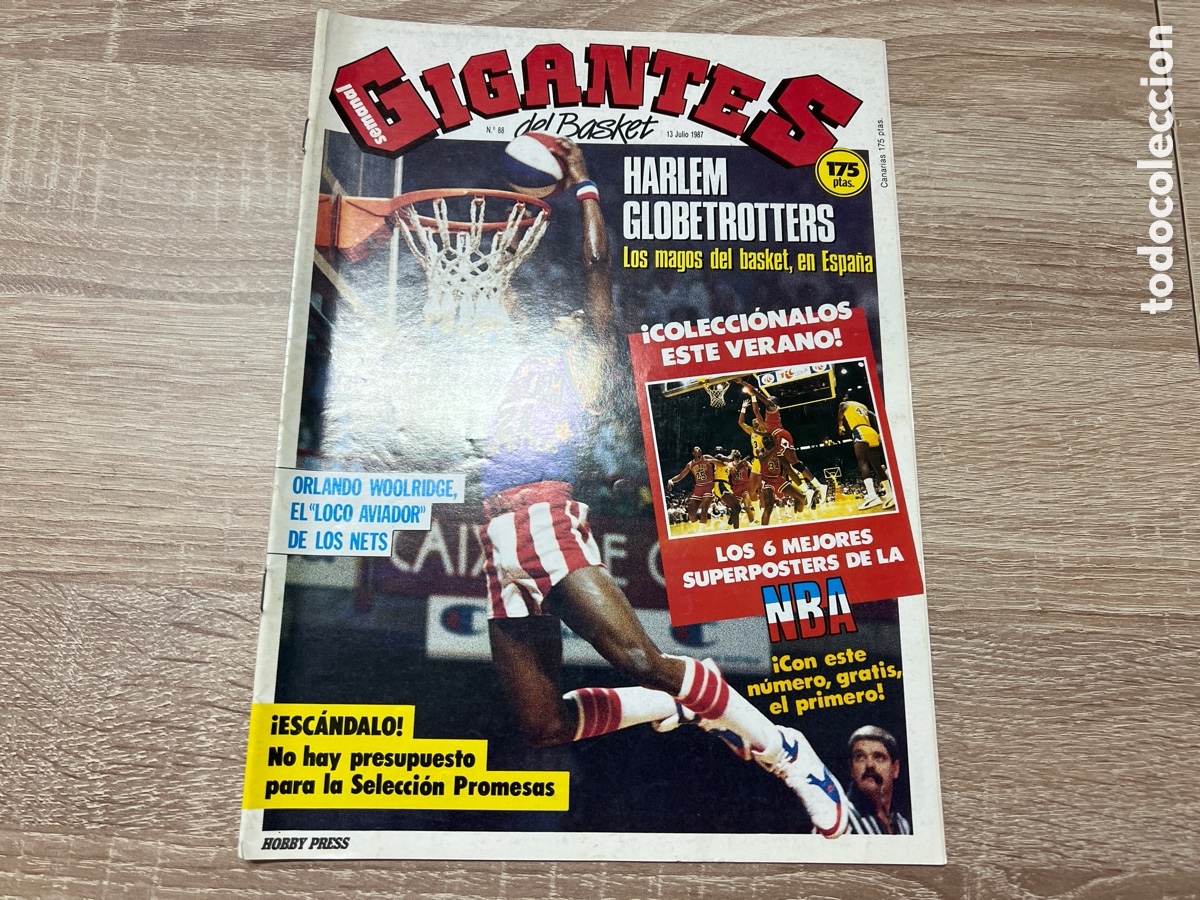 GIGANTES
semanal
del Basket
N.º 88
13 Julio 1987
175
ptas.
Canarias 175 ptas.
HARLEM
GLOBETROTTERS
Los magos del basket, en España
¡COLECCIÓNALOS
ESTE VERANO!
LOS 6 MEJORES
SUPERPOSTERS DE LA
NBA
¡Con este
número, gratis,
el primero!
ORLANDO WOOLRIDGE,
EL "LOCO AVIADOR"
DE LOS NETS
CAIX
¡ESCÁNDALO!
No hay presupuesto
para la Selección Promesas
HOBBY PRESS
todocoleccion